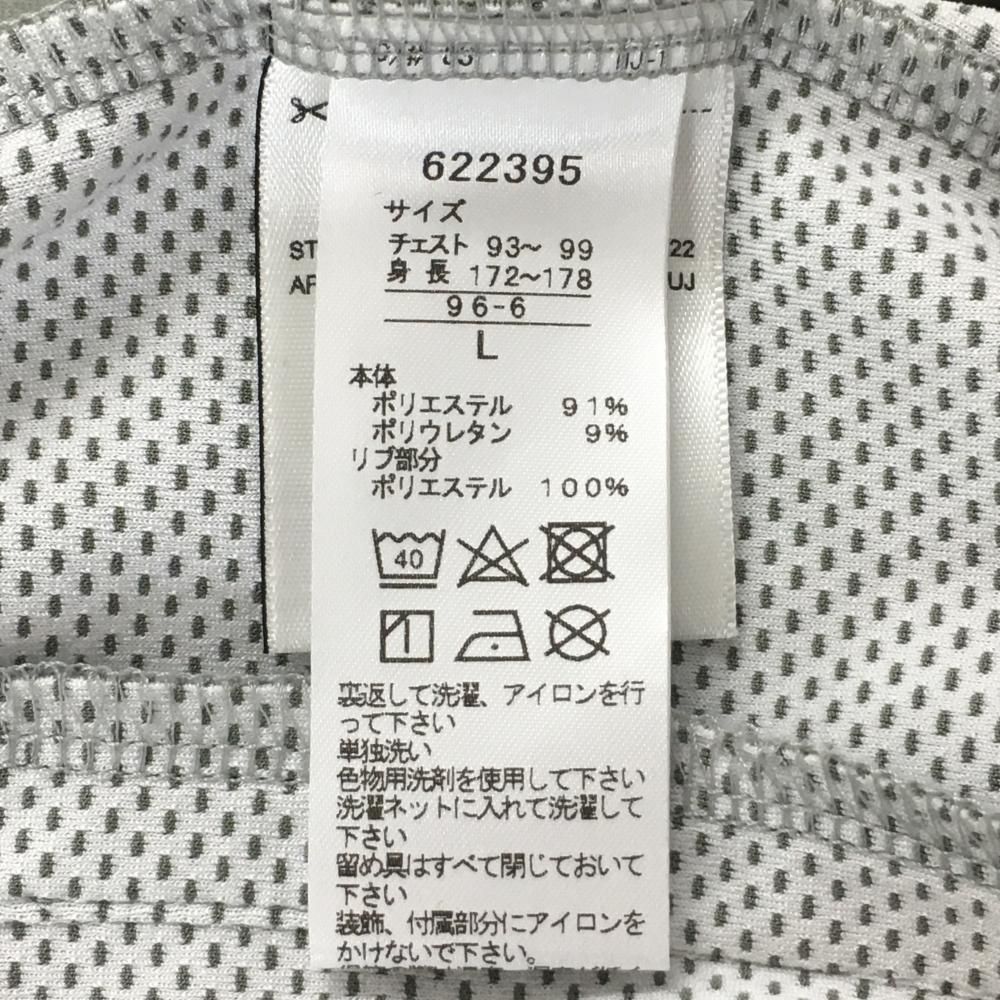 622395
サイズ
チェスト 93～ 99
身 長 172～178
96-6
L
本体
ポリエステル 91%
ポリウレタン 9%
リブ部分
ポリエステル 100%
40
裏返して洗濯、アイロンを行
って下さい
単独洗い
色物用洗剤を使用して下さい
洗濯ネットに入れて洗濯して
下さい
留め具はすべて閉じておいて
下さい
装飾、付属部分にアイロンを
かけないで下さい。
ST
AF
22
UJ